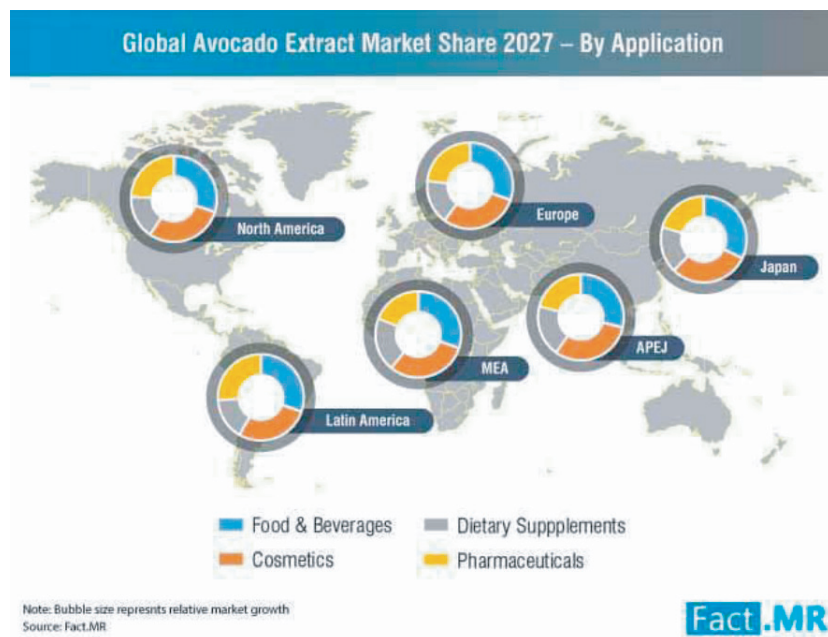 Global Avocado Extract Market Share 2027 – By Application
North America
Europe
Japan
MEA
APEJ
Latin America
Food & Beverages
Dietary Suppplements
Cosmetics
Pharmaceuticals
Note: Bubble size represnts relative market growth
Source: Fact.MR
Fact.MR